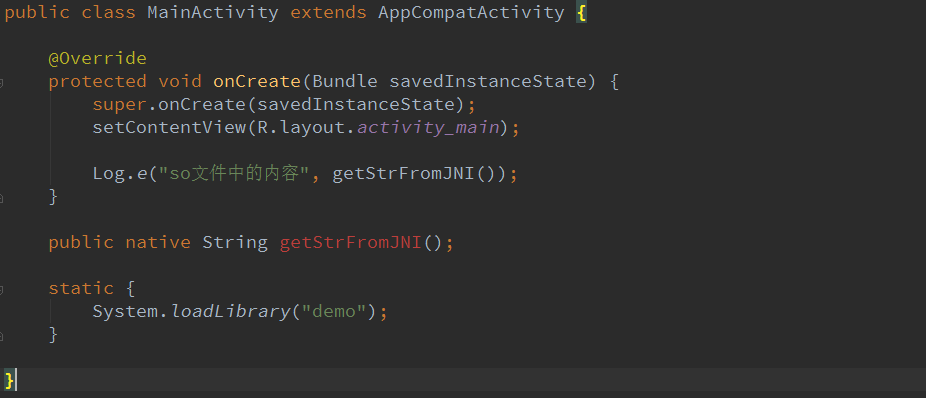 public class MainActivity extends AppCompatActivity {
@Override
protected void onCreate(Bundle savedInstanceState) {
super.onCreate(savedInstanceState);
setContentView(R.layout.activity_main);
Log.e("so文件中的内容", getStrFromJNI());
}
public native String getStrFromJNI();
static {
System.loadLibrary("demo");
}
}